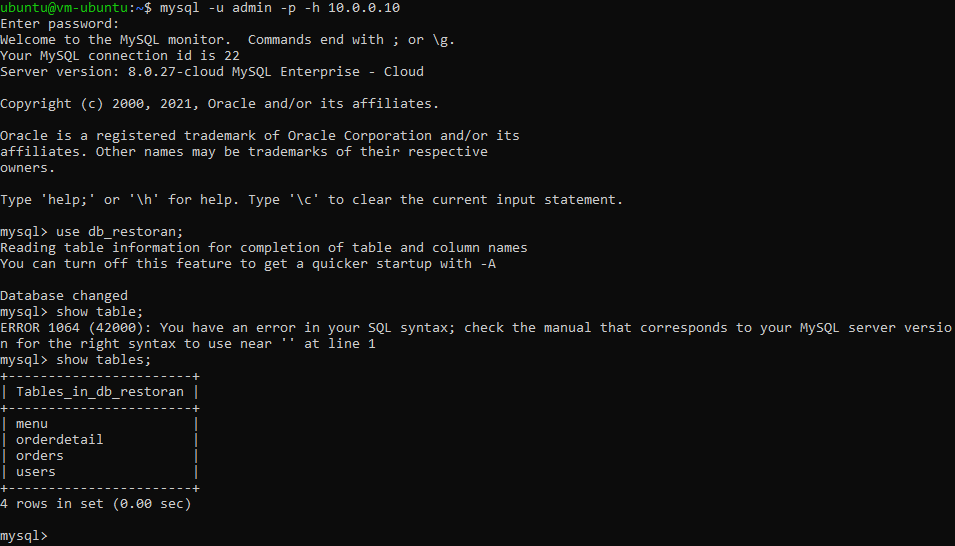 ubuntu@vm-ubuntu:~$ mysql -u admin -p -h 10.0.0.10
Enter password:
Welcome to the MySQL monitor.  Commands end with ; or \g.
Your MySQL connection id is 22
Server version: 8.0.27-cloud MySQL Enterprise - Cloud

Copyright (c) 2000, 2021, Oracle and/or its affiliates.

Oracle is a registered trademark of Oracle Corporation and/or its
affiliates. Other names may be trademarks of their respective
owners.

Type 'help;' or '\h' for help. Type '\c' to clear the current input statement.

mysql> use db_restoran;
Reading table information for completion of table and column names
You can turn off this feature to get a quicker startup with -A

Database changed
mysql> show table;
ERROR 1064 (42000): You have an error in your SQL syntax; check the manual that corresponds to your MySQL server versio
n for the right syntax to use near '' at line 1
mysql> show tables;
+-----------------------+
| Tables_in_db_restoran |
+-----------------------+
| menu                  |
| orderdetail           |
| orders                |
| users                 |
+-----------------------+
4 rows in set (0.00 sec)

mysql>